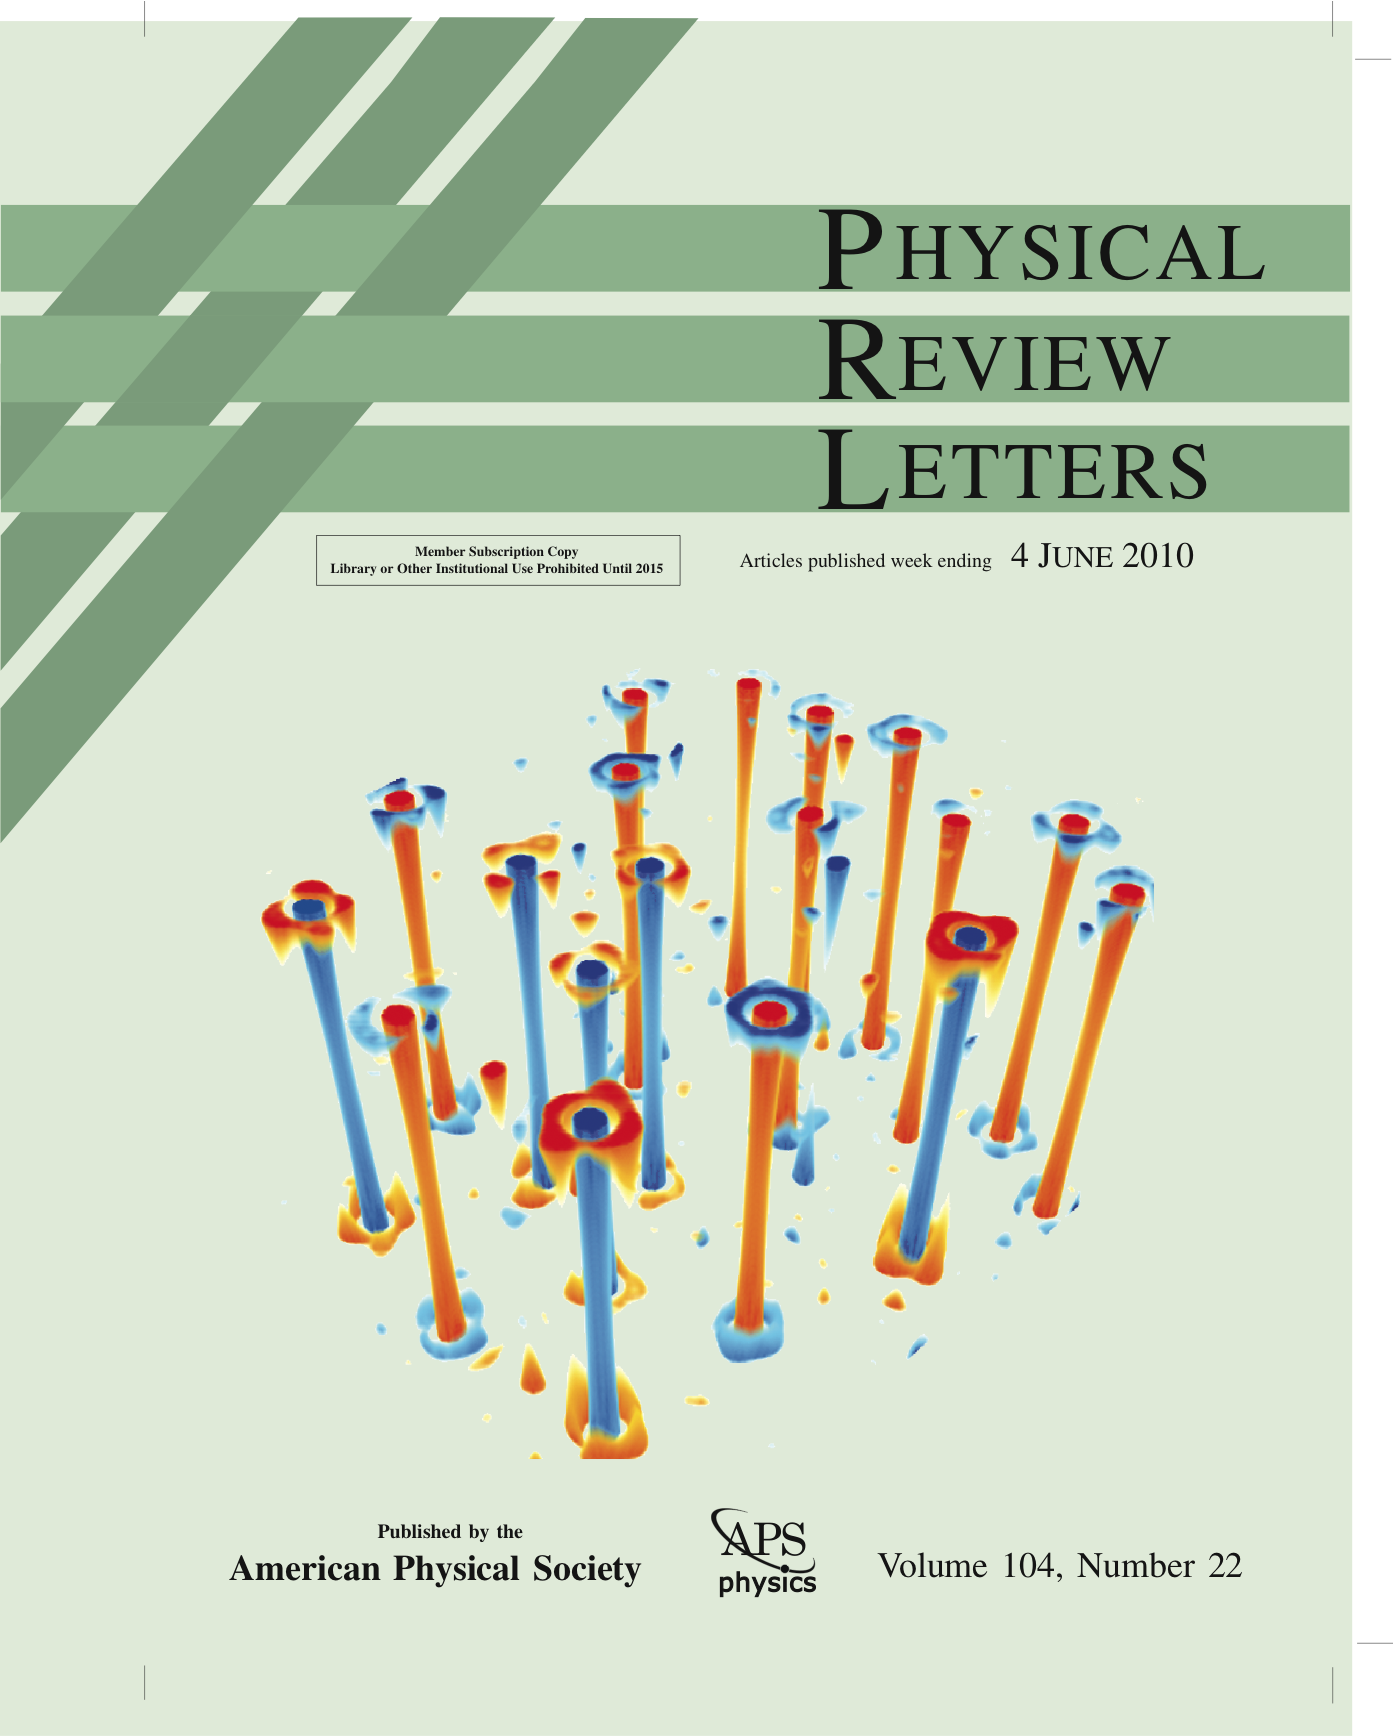 PHYSICAL
REVIEW
LETTERS
Member Subscription Copy
Library or Other Institutional Use Prohibited Until 2015
Articles published week ending 4 JUNE 2010
Published by the
American Physical Society
APS
physics
Volume 104, Number 22